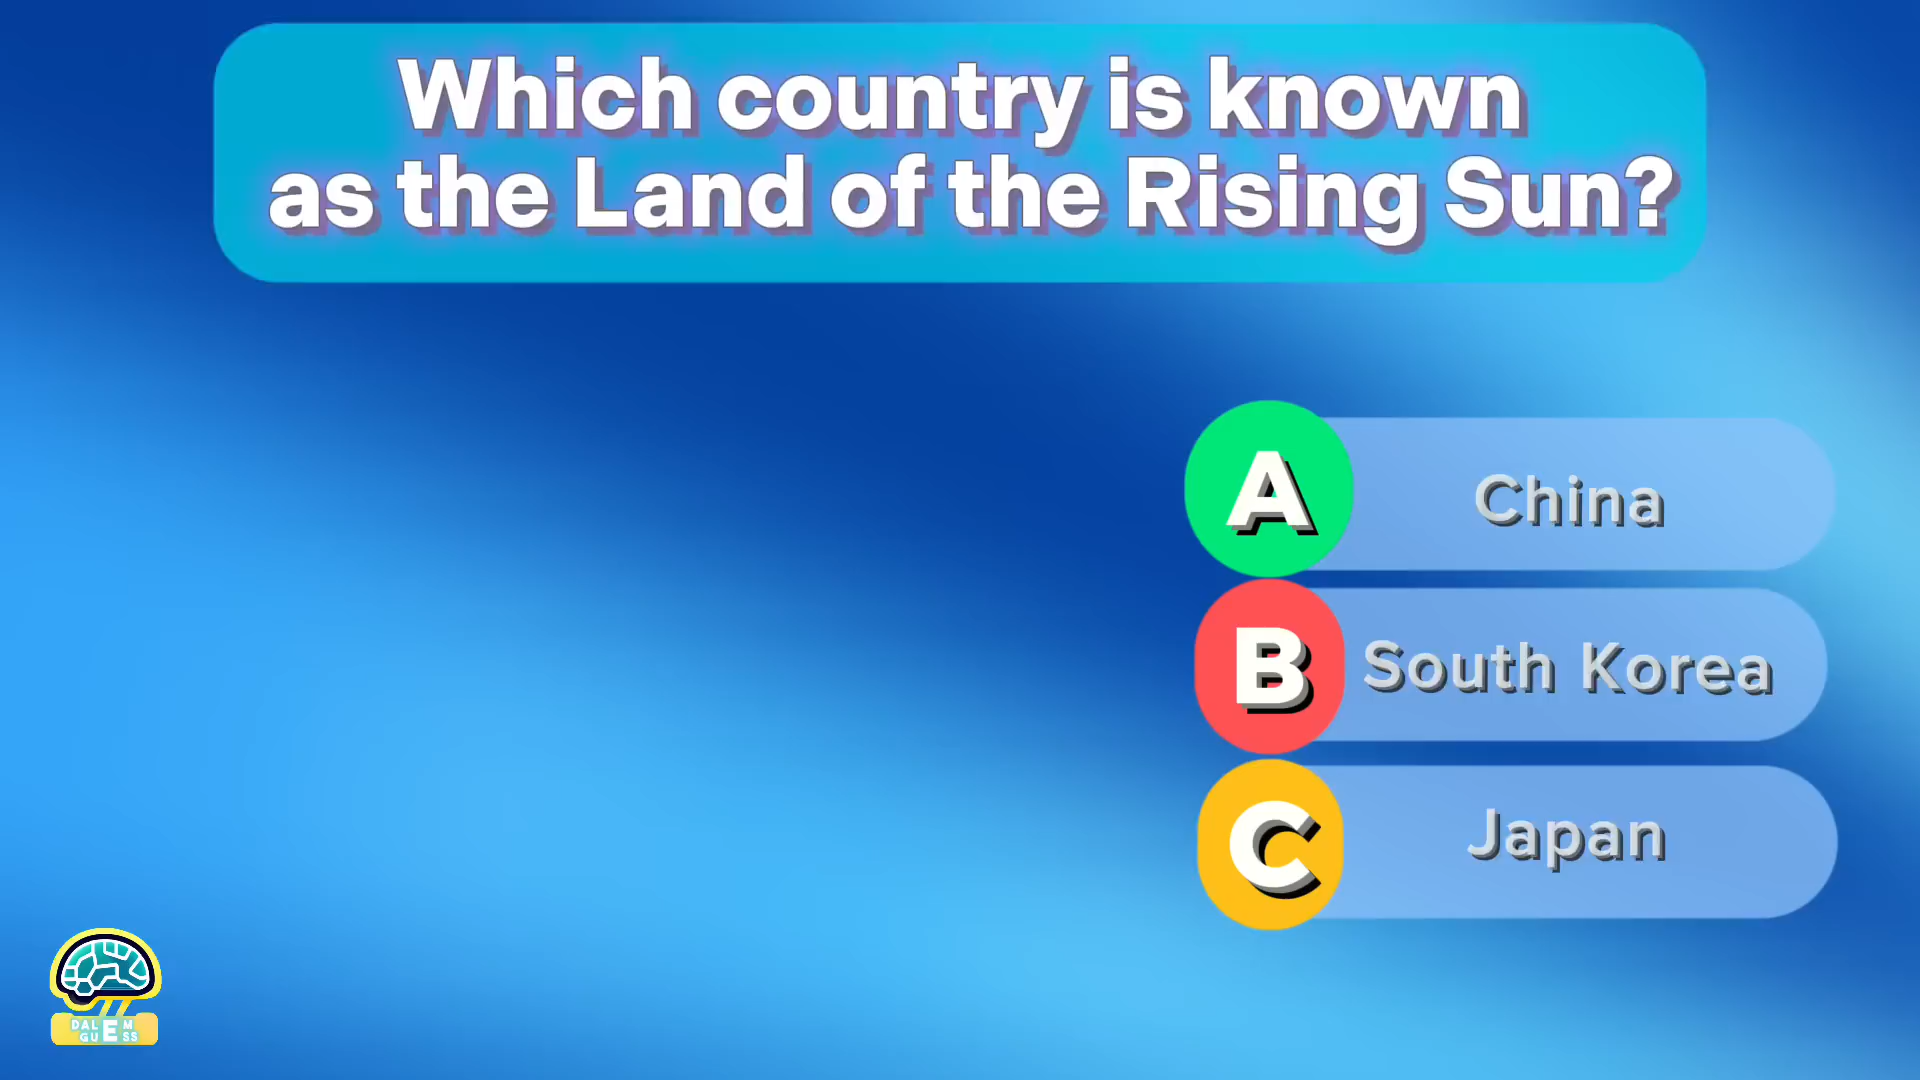 Which country is known
as the Land of the Rising Sun?
A China
B South Korea
C Japan
DALEM
GUESS